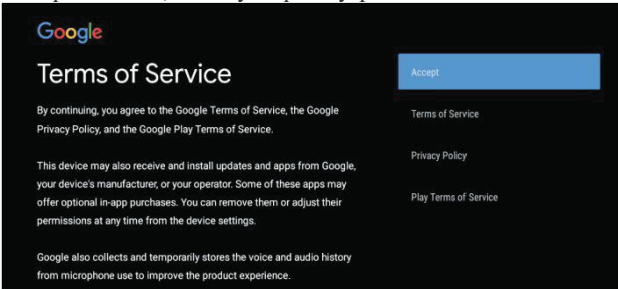 Google
Terms of Service
By continuing, you agree to the Google Terms of Service, the Google
Privacy Policy, and the Google Play Terms of Service.
This device may also receive and install updates and apps from Google,
your device's manufacturer, or your operator. Some of these apps may
offer optional in-app purchases. You can remove them or adjust their
permissions at any time from the device settings.
Google also collects and temporarily stores the voice and audio history
from microphone use to improve the product experience.
Accept
Terms of Service
Privacy Policy
Play Terms of Service